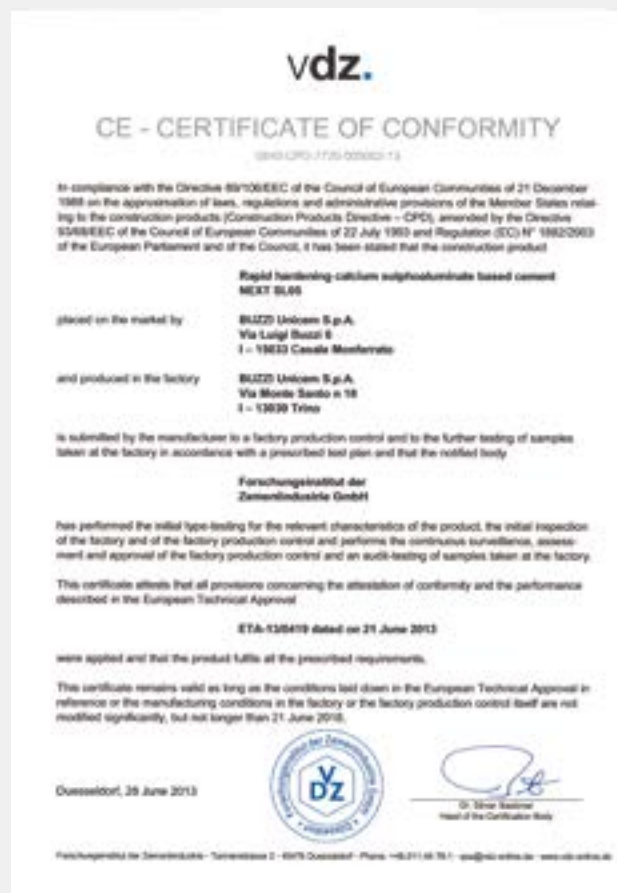 vdz.
CE - CERTIFICATE OF CONFORMITY
In compliance with the Directive 89/106/EEC of the Council of European Communities of 21 December
1988 on the approximation of laws, regulations and administrative provisions of the Member States relat-
ing to the construction products (Construction Products Directive – CPD), amended by the Directive
93/68/EEC of the Council of European Communities of 22 July 1993 and Regulation (EC) N° 1882/2003
of the European Parliament and of the Council, it has been stated that the construction product
Rapid hardening calcium sulphoaluminate based cement
NEXT SL05
placed on the market by BUZZI Unicem S.p.A.
Via Luigi Buzzi 6
I – 15033 Casale Monferrato
and produced in the factory BUZZI Unicem S.p.A.
Via Monte Santo n 16
I – 13039 Trino
is submitted by the manufacturer to a factory production control and to the further testing of samples
taken at the factory in accordance with a prescribed test plan and that the notified body
Forschungsinstitut der
Zementindustrie GmbH
has performed the initial type-testing for the relevant characteristics of the product, the initial inspection
of the factory and of the factory production control and performs the continuous surveillance, assess-
ment and approval of the factory production control and an audit-testing of samples taken at the factory.
This certificate attests that all provisions concerning the attestation of conformity and the performance
described in the European Technical Approval
ETA-13/0419 dated on 21 June 2013
were applied and that the product fulfils all the prescribed requirements.
This certificate remains valid as long as the conditions laid down in the European Technical Approval in
reference or the manufacturing conditions in the factory or the factory production control itself are not
modified significantly, but not longer than 21 June 2018.
VDZ
Duesseldorf, 26 June 2013
Head of the Certification Body
Forschungsinstitut der Zementindustrie - Tannenstrasse 2 - 40476 Duesseldorf - Phone: